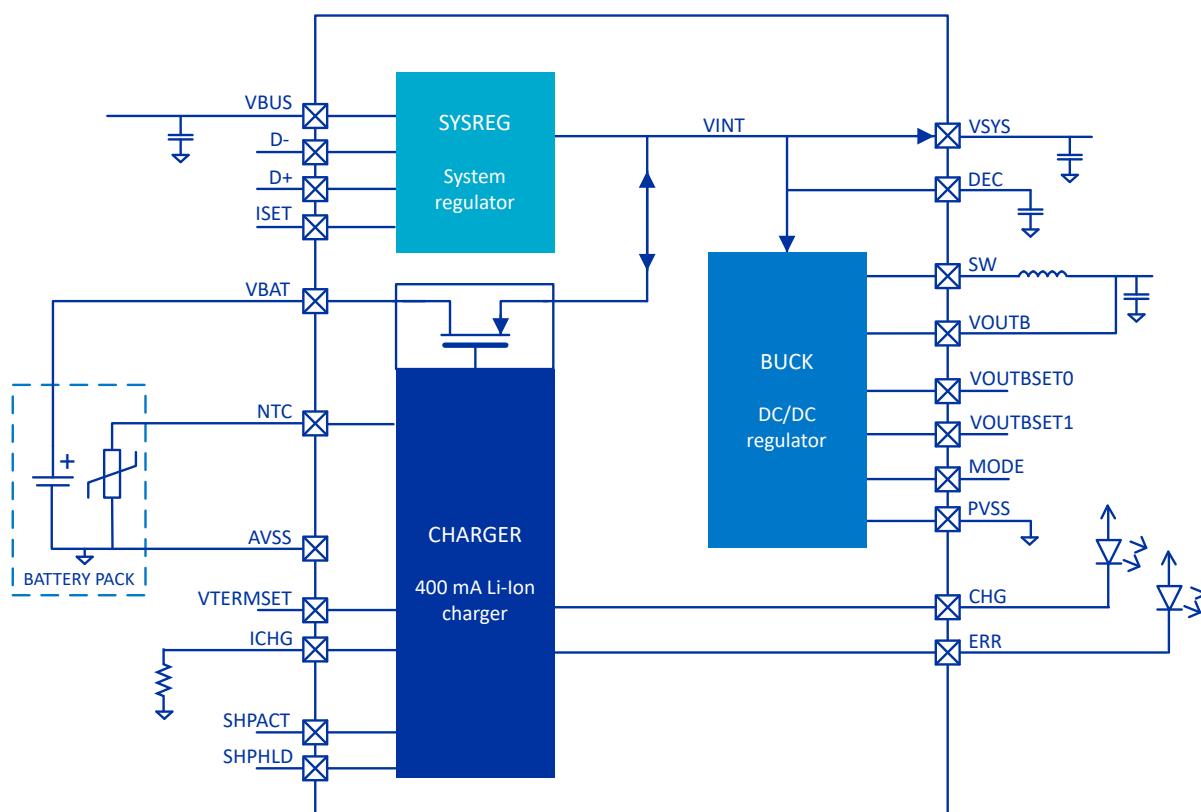 VBUS
D-
D+
ISET
SYSREG
System
regulator
VINT
VSYS
DEC
VBAT
SW
VOUTB
BUCK
DC/DC
regulator
VOUTBSET0
VOUTBSET1
MODE
PVSS
NTC
+
AVSS
BATTERY PACK
CHARGER
400 mA Li-Ion
charger
VTERMSET
ICHG
SHPACT
SHPHLD
CHG
ERR